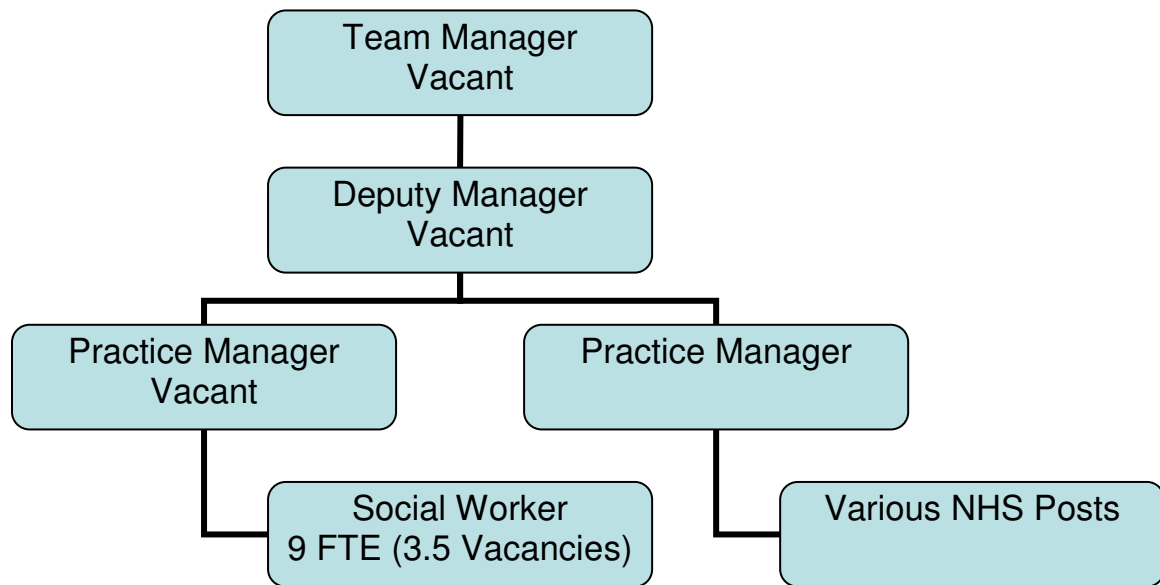 Team Manager
Vacant
Deputy Manager
Vacant
Practice Manager
Vacant
Practice Manager
Social Worker
9 FTE (3.5 Vacancies)
Various NHS Posts